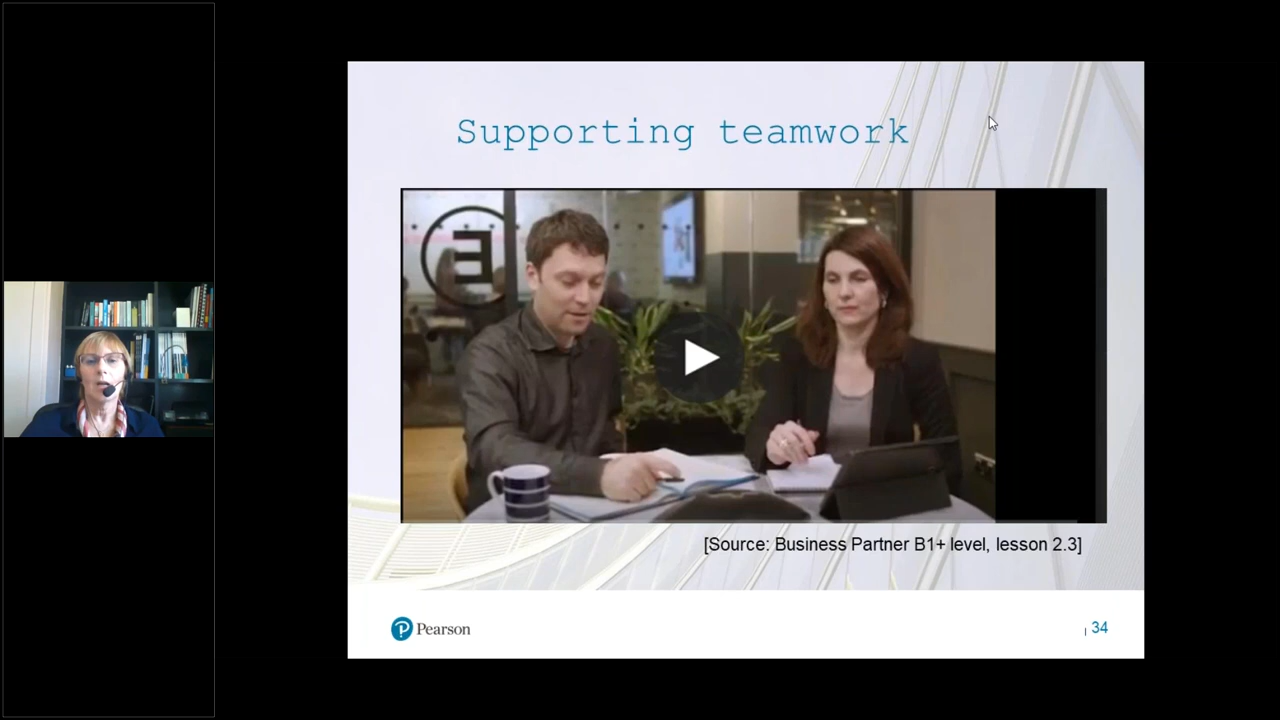 Supporting teamwork
[Source: Business Partner B1+ level, lesson 2.3]
Pearson
34